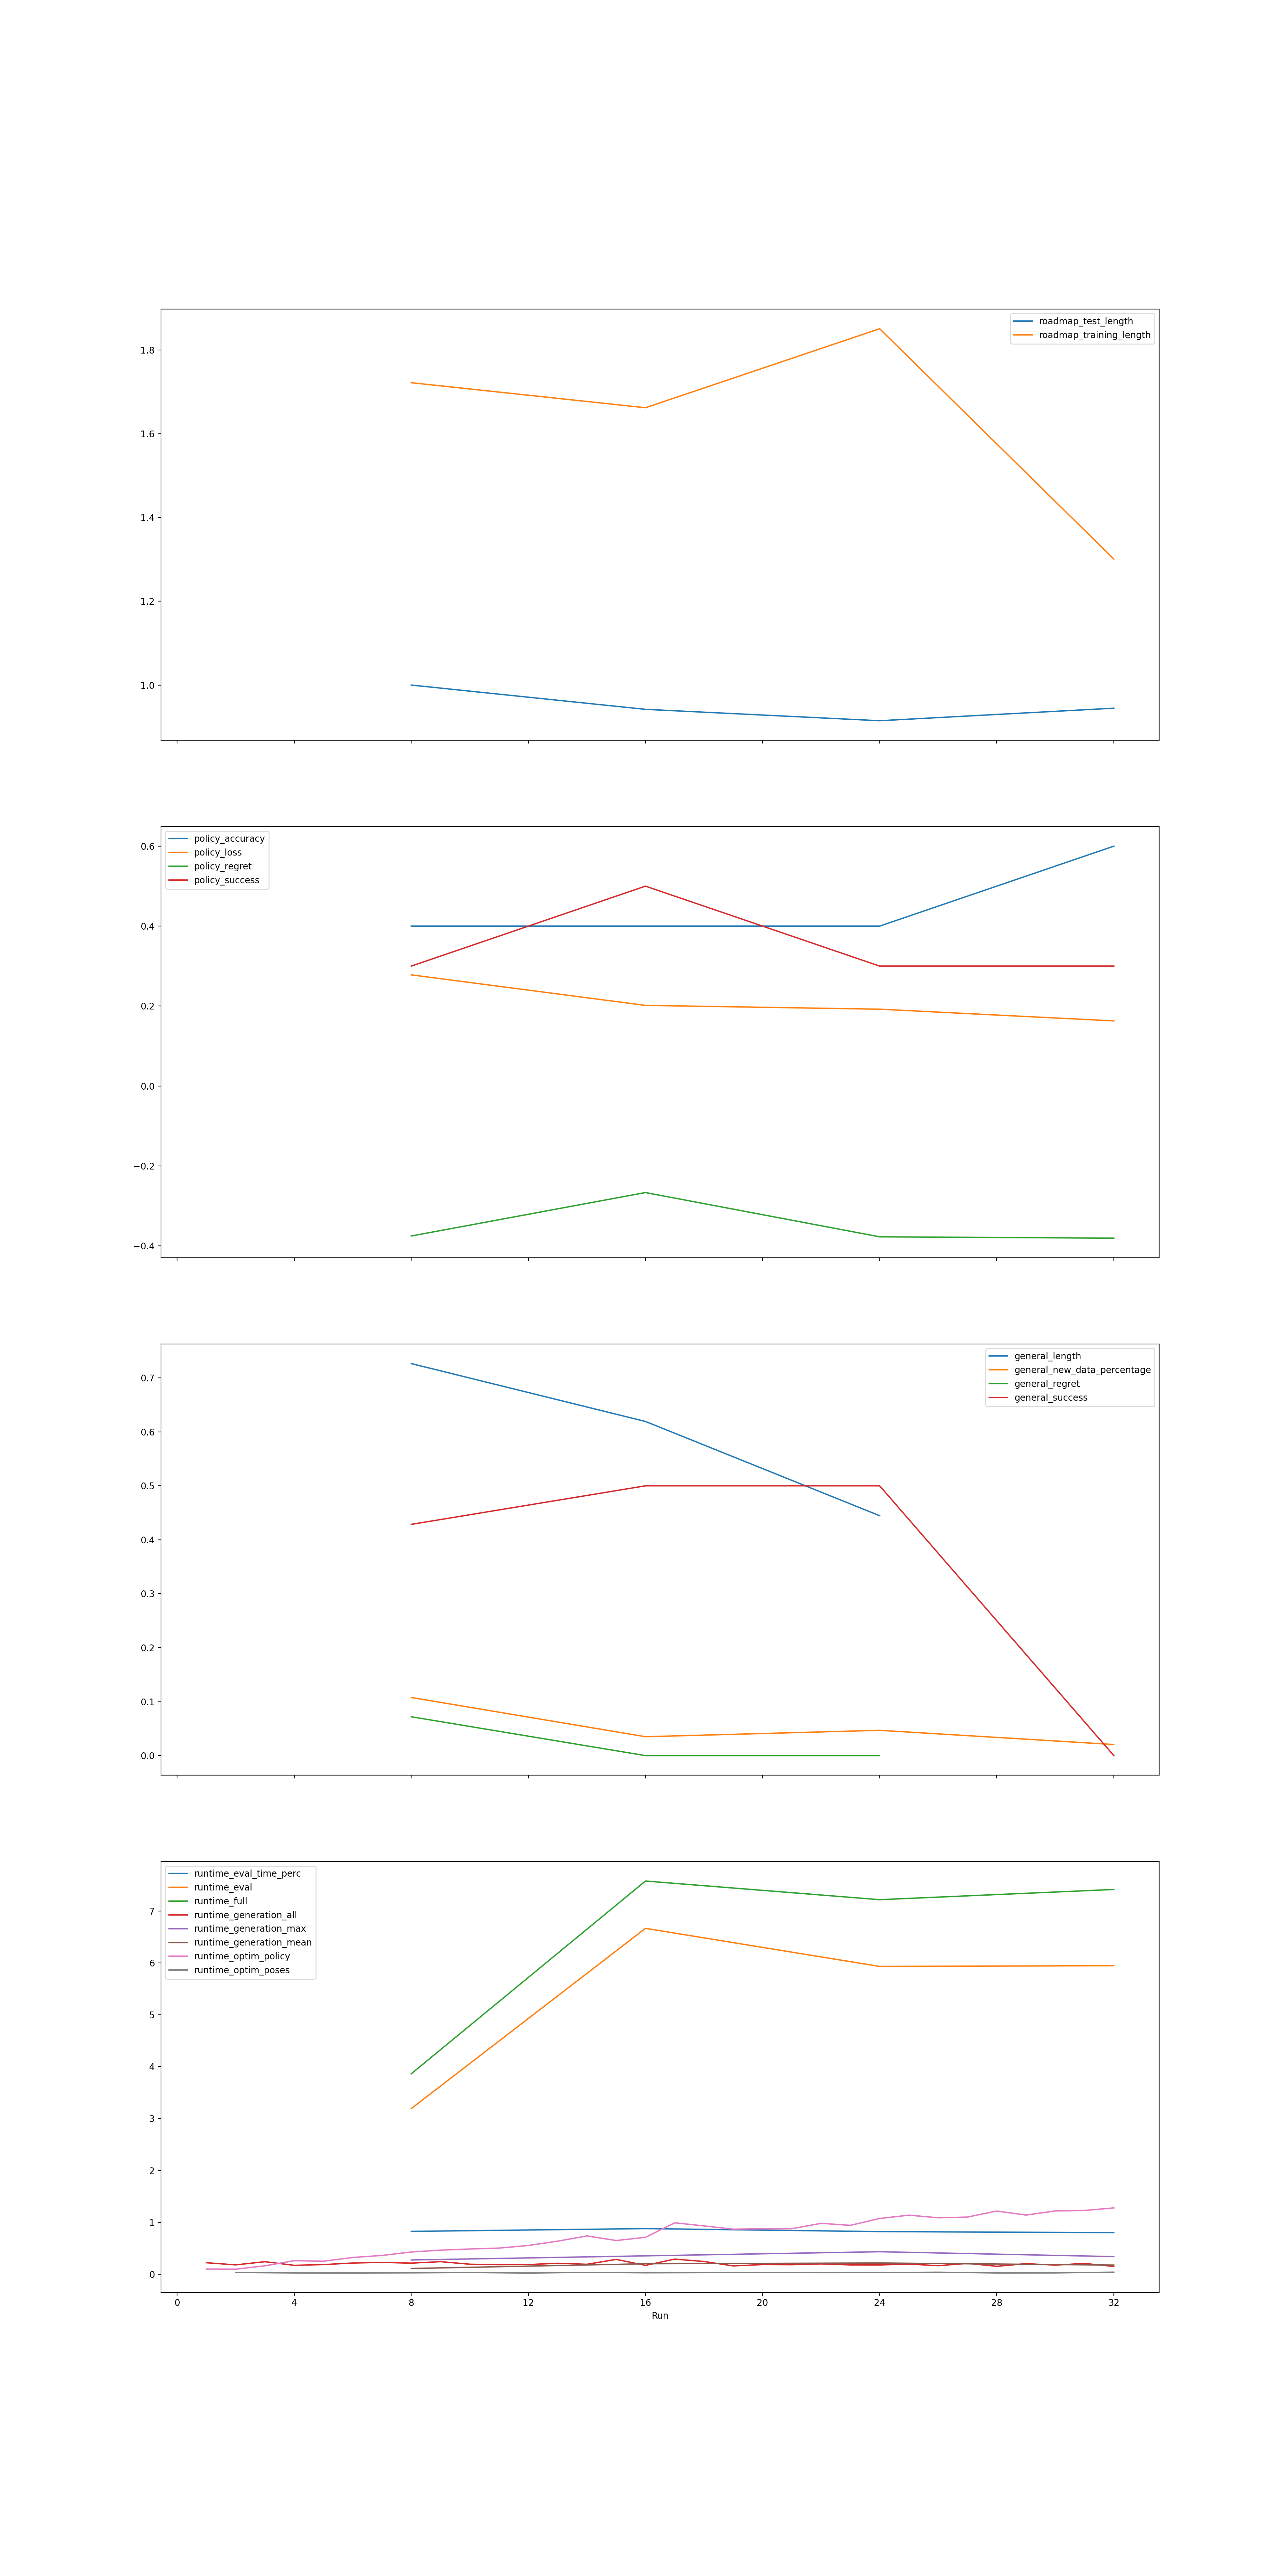 roadmap_test_length
roadmap_training_length
1.8
1.6
1.4
1.2
1.0
policy_accuracy
policy_loss
policy_regret
policy_success
0.6
0.4
0.2
0.0
−0.2
−0.4
general_length
general_new_data_percentage
general_regret
general_success
0.7
0.6
0.5
0.4
0.3
0.2
0.1
0.0
runtime_eval_time_perc
runtime_eval
runtime_full
runtime_generation_all
runtime_generation_max
runtime_generation_mean
runtime_optim_policy
runtime_optim_poses
7
6
5
4
3
2
1
0
0 4 8 12 16 20 24 28 32
Run